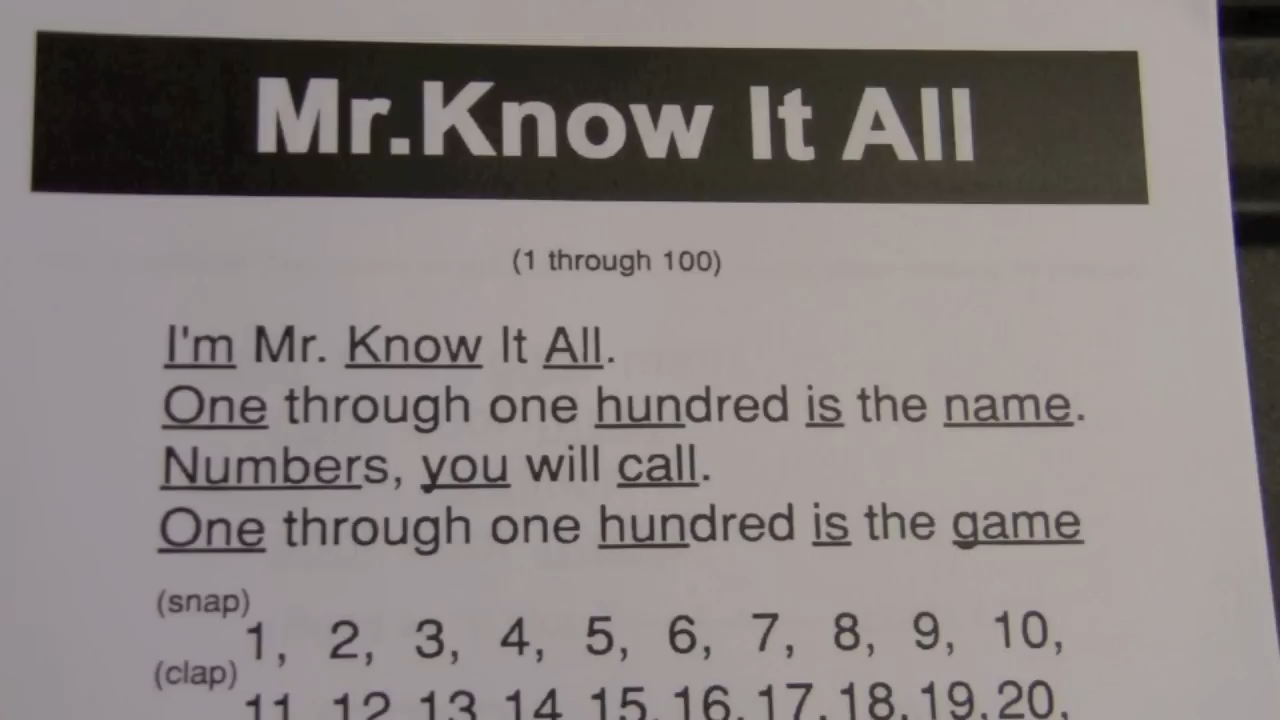 Mr.Know It All
(1 through 100)
I'm Mr. Know It All.
One through one hundred is the name.
Numbers, you will call.
One through one hundred is the game
(snap)
1, 2, 3, 4, 5, 6, 7, 8, 9, 10,
(clap)
11, 12, 13, 14, 15, 16, 17, 18, 19, 20,